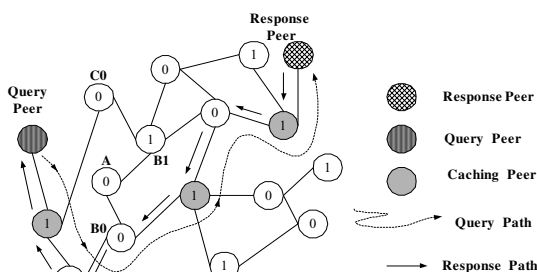 Response
Peer
Query
Peer
C0
0
1
0
0
1
B1
1
A
0
1
1
0
1
B0
0
0
1
Response Peer
Query Peer
Caching Peer
Query Path
Response Path